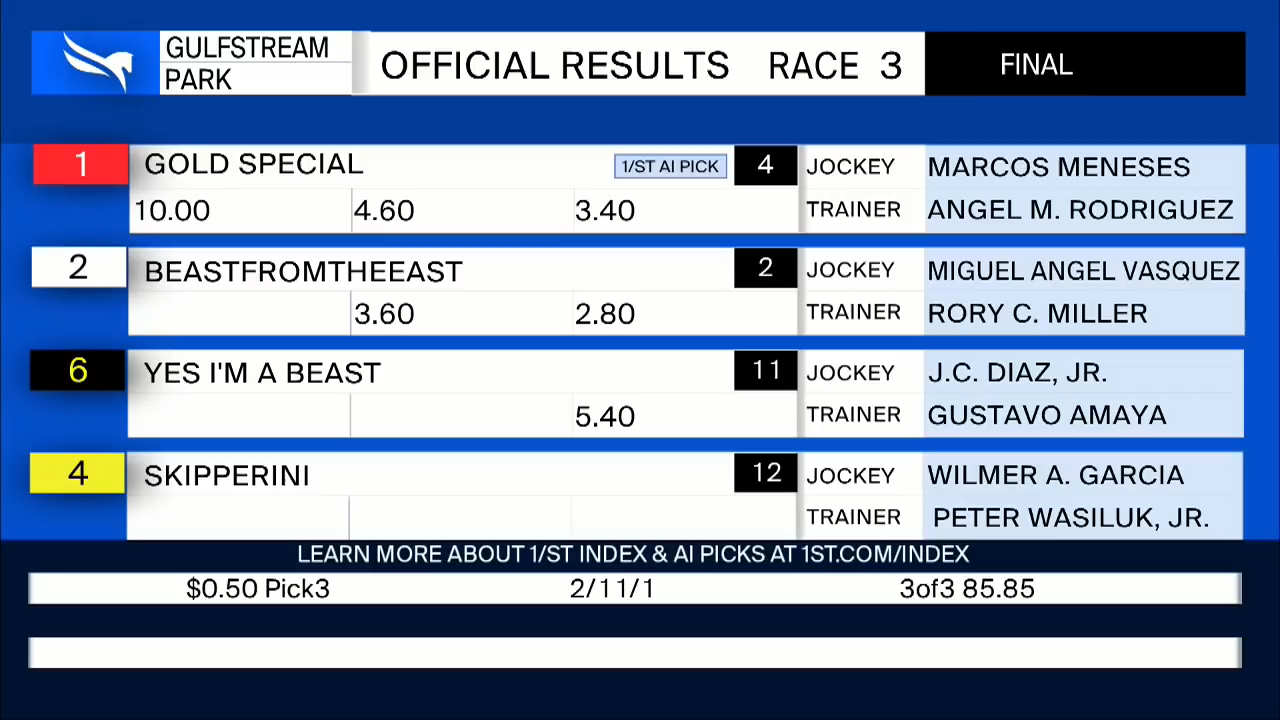 GULFSTREAM
PARK
OFFICIAL RESULTS RACE 3
FINAL
1 GOLD SPECIAL 1/ST AI PICK 4 JOCKEY MARCOS MENESES
10.00 4.60 3.40 TRAINER ANGEL M. RODRIGUEZ
2 BEASTFROMTHEEAST 2 JOCKEY MIGUEL ANGEL VASQUEZ
3.60 2.80 TRAINER RORY C. MILLER
6 YES I'M A BEAST 11 JOCKEY J.C. DIAZ, JR.
5.40 TRAINER GUSTAVO AMAYA
4 SKIPPERINI 12 JOCKEY WILMER A. GARCIA
TRAINER PETER WASILUK, JR.
LEARN MORE ABOUT 1/ST INDEX & AI PICKS AT 1ST.COM/INDEX
$0.50 Pick3 2/11/1 3of3 85.85